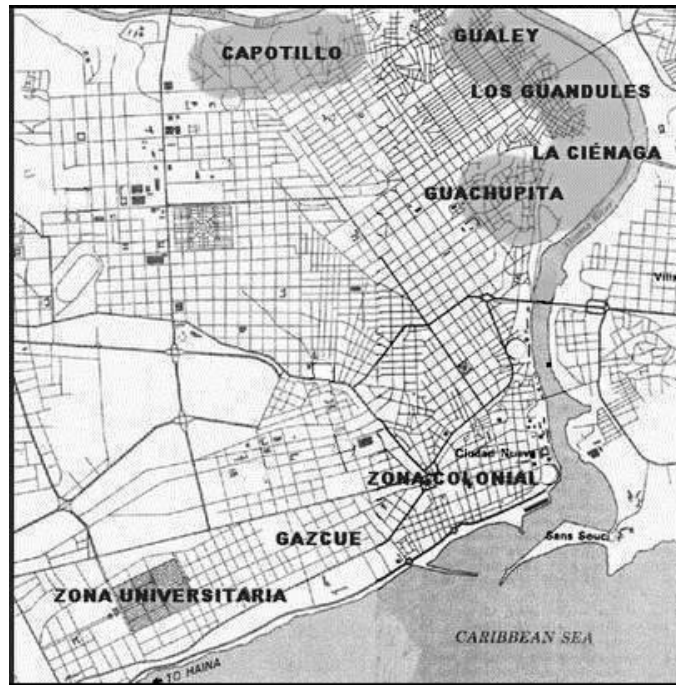 GUALEY
CAPOTILLO
LOS GUANDULES
LA CIÉNAGA
GUACHUPITA
Villa
Ciudad Nueva
ZONA COLONIAL
GAZCUE
Sans Souci
ZONA UNIVERSITARIA
CARIBBEAN SEA
TO HAINA